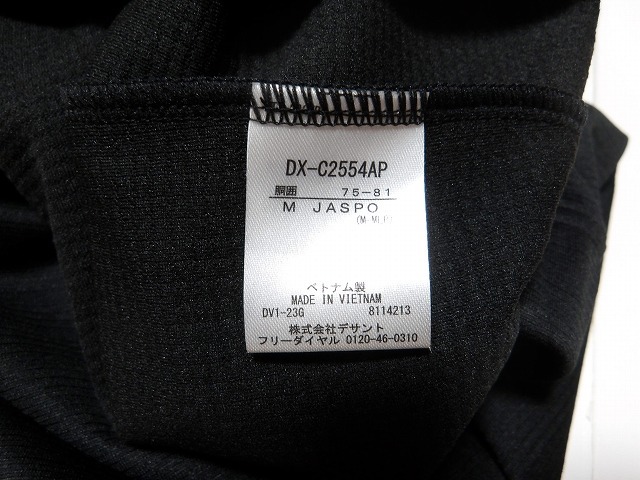 DX-C2554AP
胴囲 75-81
M JASPO
ベトナム製
MADE IN VIETNAM
DV1-23G 8114213
株式会社デサント
フリーダイヤル 0120-46-0310